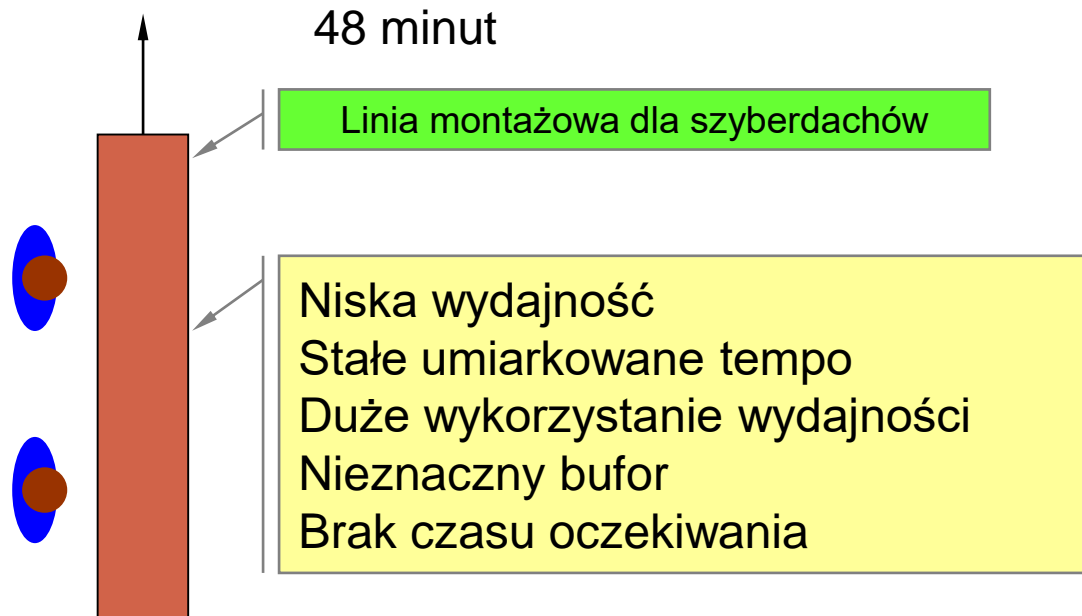 48 minut
Linia montażowa dla szyberdachów
Niska wydajność
Stałe umiarkowane tempo
Duże wykorzystanie wydajności
Nieznaczny bufor
Brak czasu oczekiwania